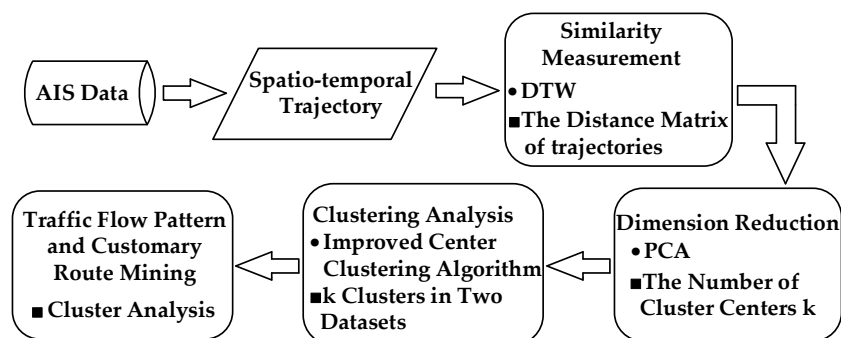 AIS Data
Spatio-temporal
Trajectory
Similarity
Measurement
• DTW
■The Distance Matrix
of trajectories
Dimension Reduction
• PCA
■The Number of
Cluster Centers k
Clustering Analysis
• Improved Center
Clustering Algorithm
■k Clusters in Two
Datasets
Traffic Flow Pattern
and Customary
Route Mining
■ Cluster Analysis